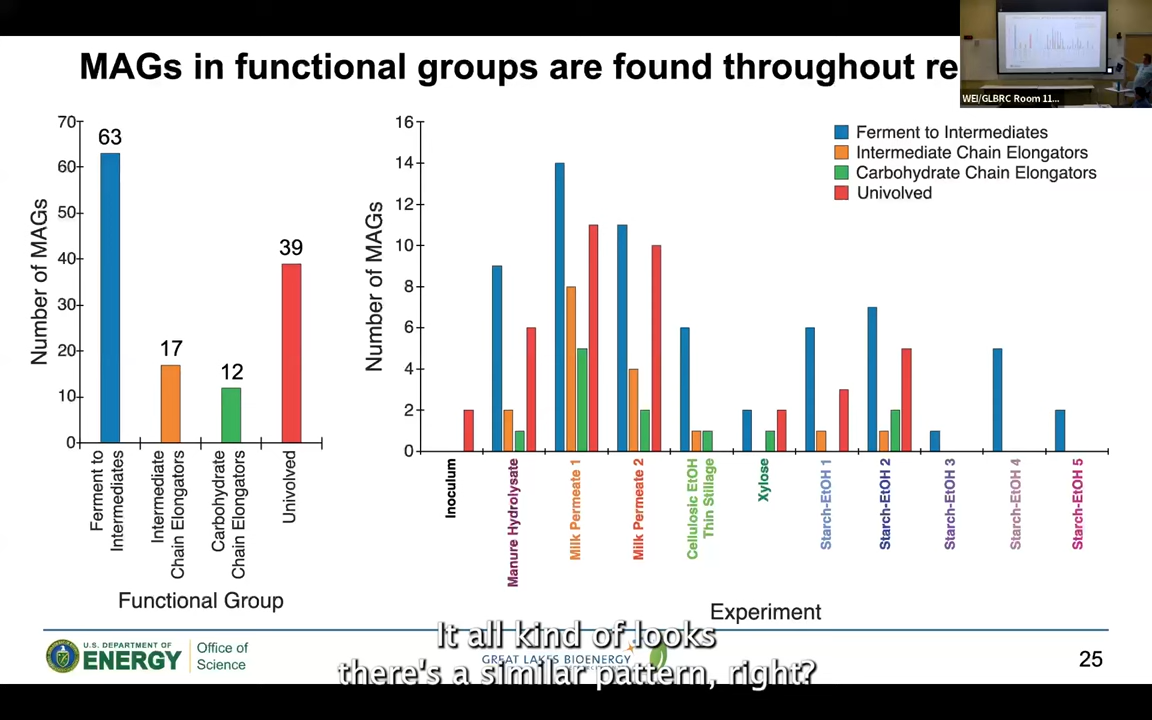 MAGs in functional groups are found throughout re
WEI/GLBRC Room 11...
70
60
50
40
30
20
10
0
Number of MAGs
63
17
12
39
Ferment to
Intermediates
Intermediate
Chain Elongators
Carbohydrate
Chain Elongators
Univolved
Functional Group
16
14
12
10
8
6
4
2
0
Number of MAGs
Ferment to Intermediates
Intermediate Chain Elongators
Carbohydrate Chain Elongators
Univolved
Inoculum
Manure Hydrolysate
Milk Permeate 1
Milk Permeate 2
Cellulosic EtOH
Thin Stillage
Xylose
Starch-EtOH 1
Starch-EtOH 2
Starch-EtOH 3
Starch-EtOH 4
Starch-EtOH 5
Experiment
U.S. DEPARTMENT OF
ENERGY
Office of
Science
GREAT LAKES BIOENERGY
25
It all kind of looks
there's a similar pattern, right?